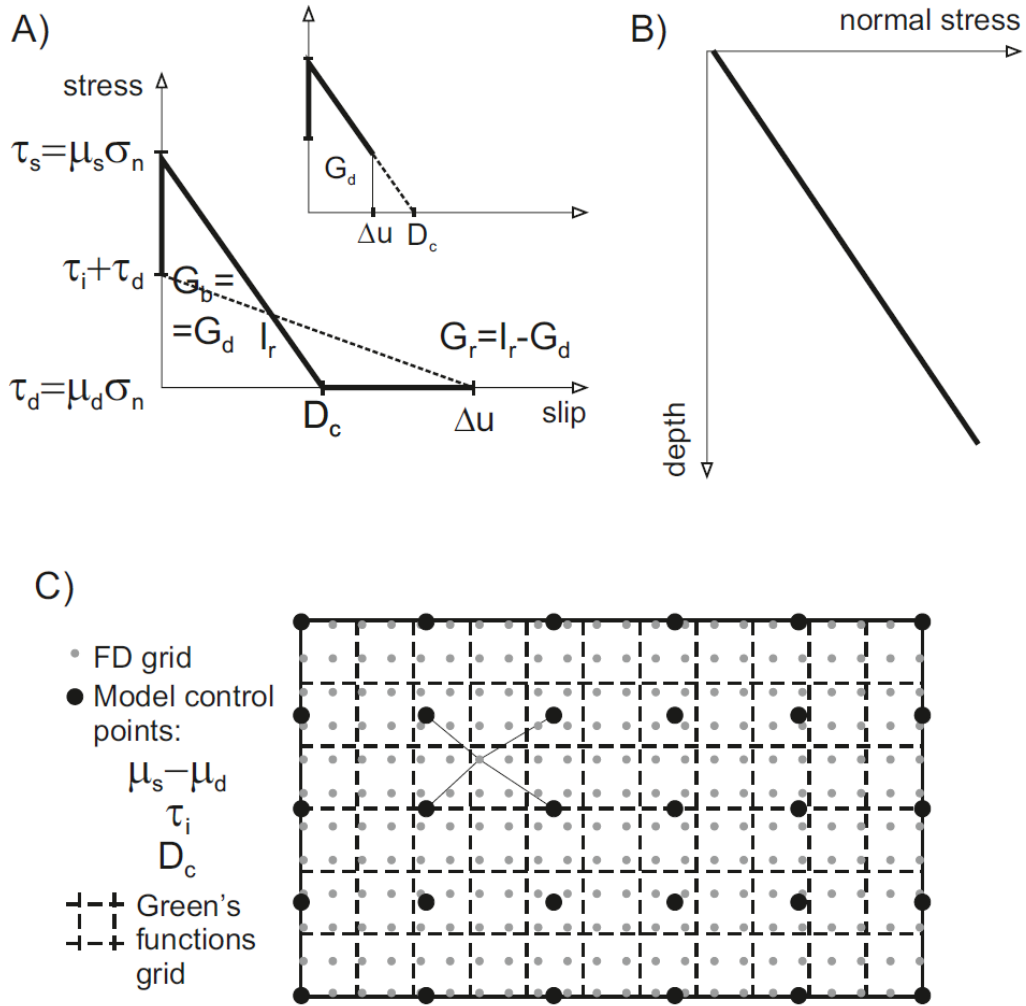 A)
stress
τs=μsσn
τi+τd
τd=μdσn
Gb=
=Gd
Ir
Gr=Ir-Gd
Dc
Δu
slip
Gd
Δu
Dc
B)
normal stress
depth
C)
FD grid
Model control
points:
μs−μd
τi
Dc
Green's
functions
grid